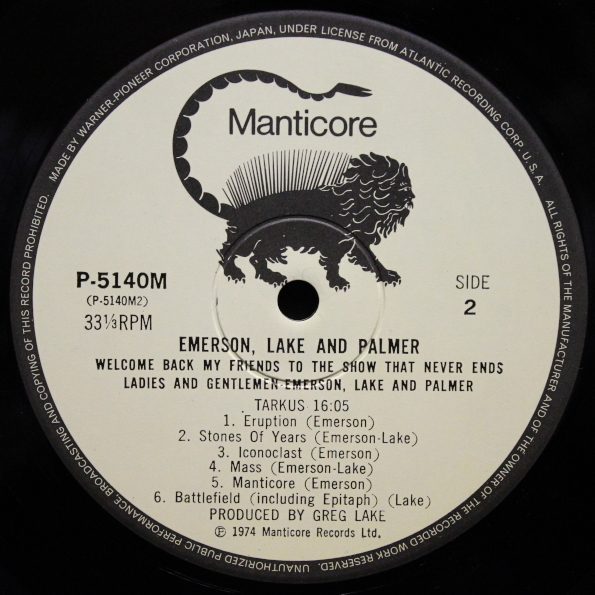 MADE BY WARNER-PIONEER CORPORATION, JAPAN, UNDER LICENSE FROM ATLANTIC RECORDING CORP. U.S.A. ALL RIGHTS OF THE MANUFACTURER AND OF THE OWNER OF THE RECORDED WORK RESERVED. UNAUTHORIZED PUBLIC PERFORMANCE, BROADCASTING AND COPYING OF THIS RECORD PROHIBITED.
Manticore
P-5140M
(P-5140M2)
33⅓RPM
SIDE
2
EMERSON, LAKE AND PALMER
WELCOME BACK MY FRIENDS TO THE SHOW THAT NEVER ENDS
LADIES AND GENTLEMEN-EMERSON, LAKE AND PALMER
TARKUS 16:05
1. Eruption (Emerson)
2. Stones Of Years (Emerson-Lake)
3. Iconoclast (Emerson)
4. Mass (Emerson-Lake)
5. Manticore (Emerson)
6. Battlefield (including Epitaph) (Lake)
PRODUCED BY GREG LAKE
Ⓟ 1974 Manticore Records Ltd.